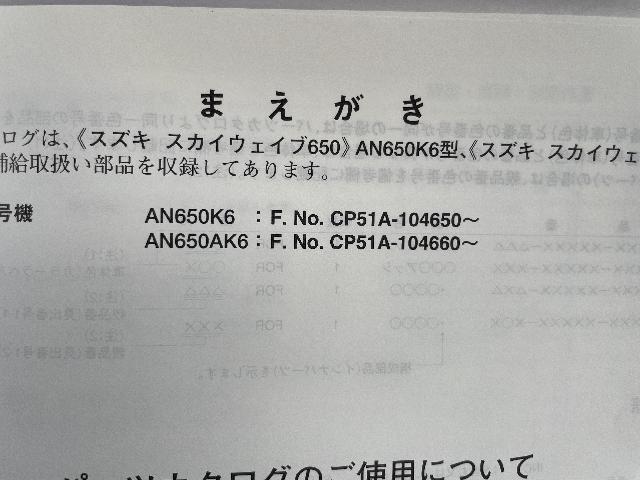 まえがき
ログは、《スズキ スカイウェイブ650》AN650K6型、《スズキ スカイウェ
補給取扱い部品を収録してあります。
号機 AN650K6 : F. No. CP51A-104650～
AN650AK6 : F. No. CP51A-104660～
パーツカタログのご使用について